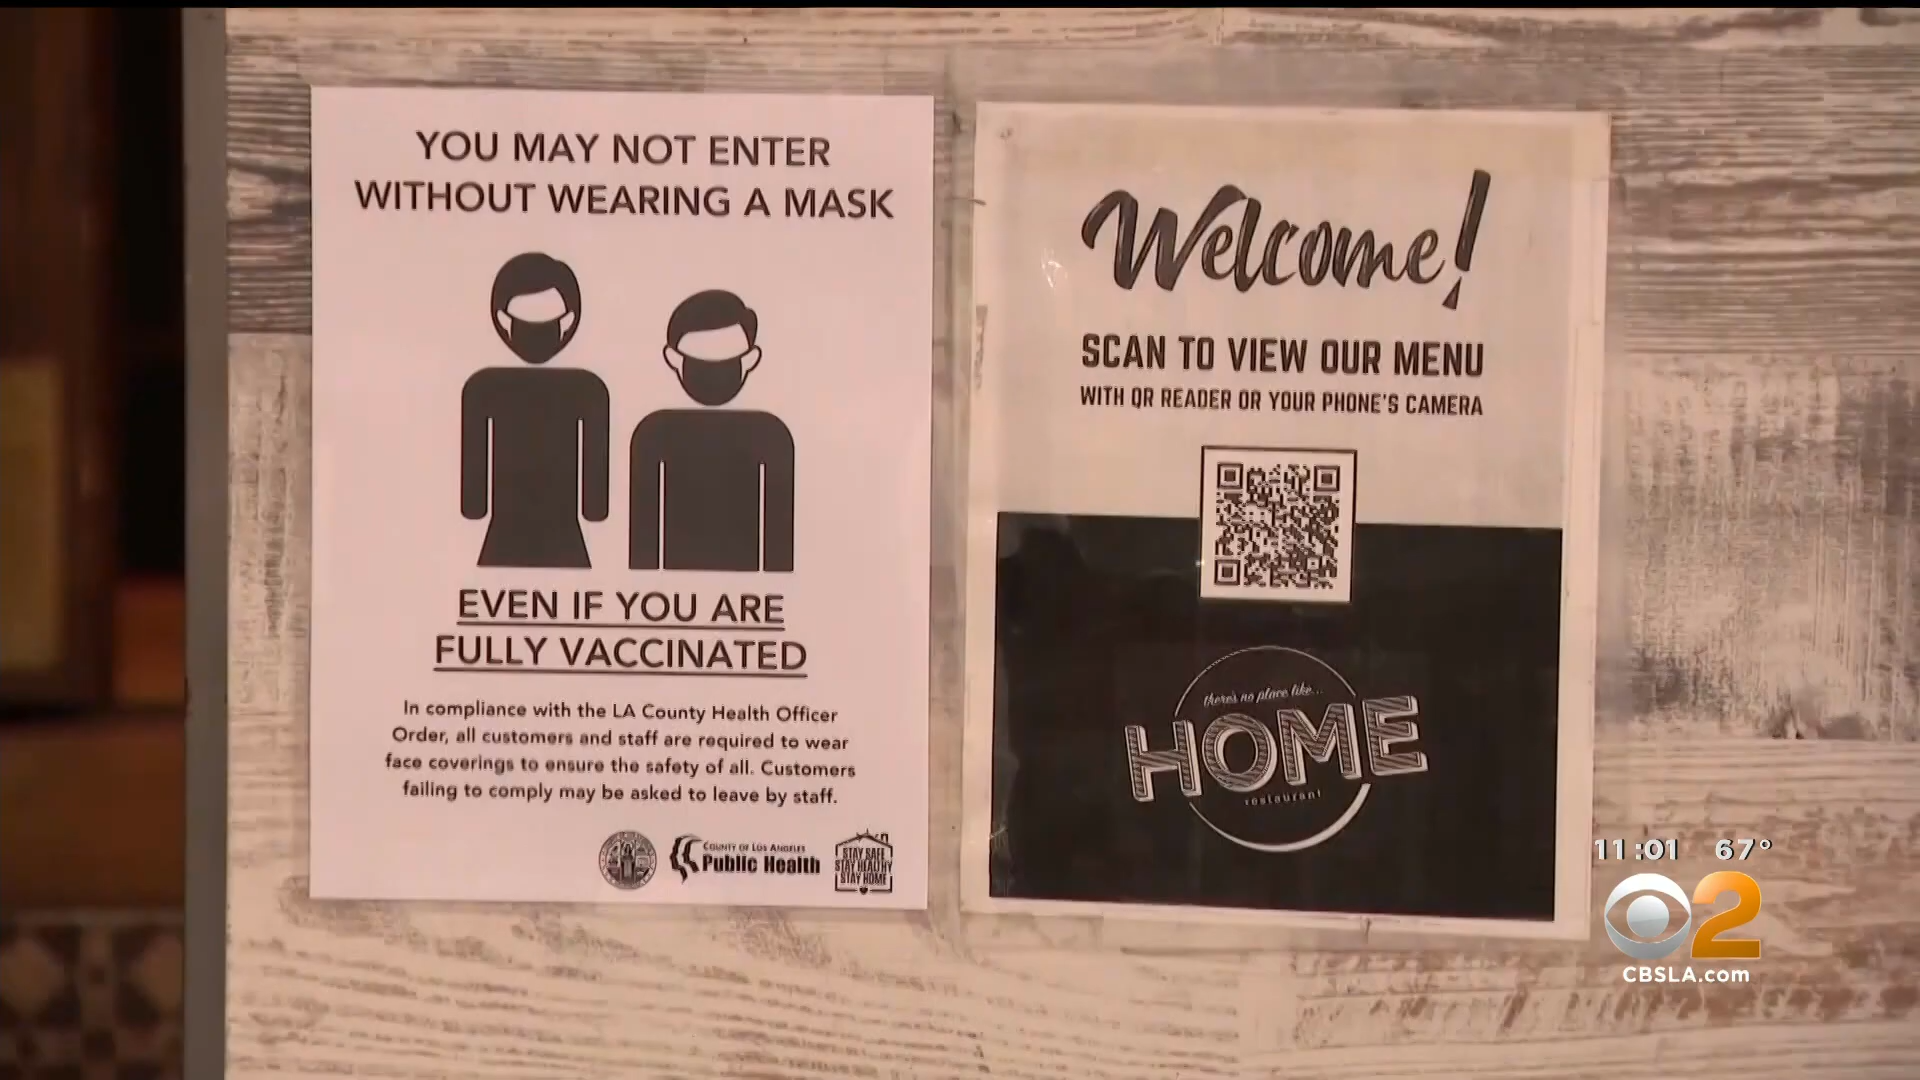 YOU MAY NOT ENTER
WITHOUT WEARING A MASK
EVEN IF YOU ARE
FULLY VACCINATED
In compliance with the LA County Health Officer
Order, all customers and staff are required to wear
face coverings to ensure the safety of all. Customers
failing to comply may be asked to leave by staff.
COUNTY OF LOS ANGELES
Public Health
STAY SAFE
STAY HEALTHY
STAY HOME
Welcome!
SCAN TO VIEW OUR MENU
WITH QR READER OR YOUR PHONE'S CAMERA
there's no place like...
HOME
restaurant
11:01 67°
2
CBSLA.com